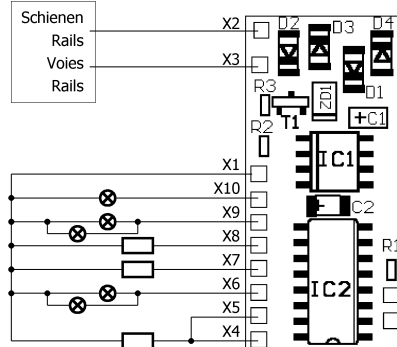 Schienen
Rails
Voies
Rails
X2
X3
X1
X10
X9
X8
X7
X6
X5
X4
D2
D3
D4
D1
R3
ZD1
T1
+C1
R2
IC1
+
C2
R1
IC2